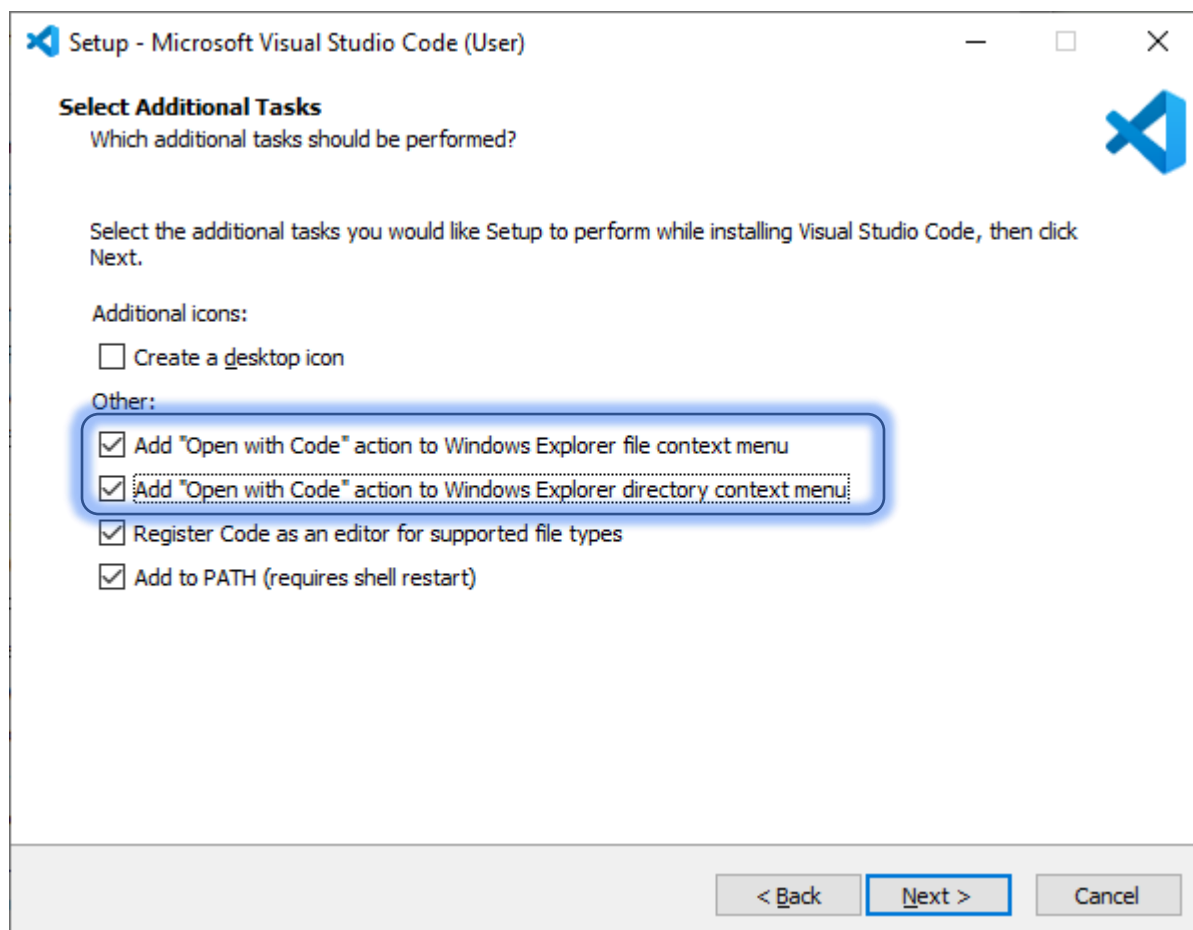 Setup - Microsoft Visual Studio Code (User)
Select Additional Tasks
Which additional tasks should be performed?
Select the additional tasks you would like Setup to perform while installing Visual Studio Code, then click
Next.
Additional icons:
Create a desktop icon
Other:
Add "Open with Code" action to Windows Explorer file context menu
Add "Open with Code" action to Windows Explorer directory context menu
Register Code as an editor for supported file types
Add to PATH (requires shell restart)
< Back Next > Cancel